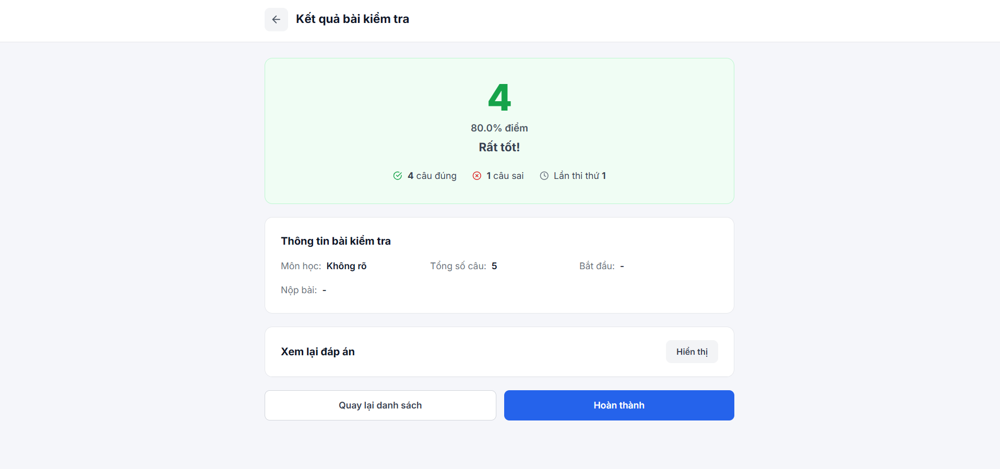 Kết quả bài kiểm tra
4
80.0% điểm
Rất tốt!
4 câu đúng 1 câu sai Lần thi thứ 1
Thông tin bài kiểm tra
Môn học: Không rõ Tổng số câu: 5 Bắt đầu: -
Nộp bài: -
Xem lại đáp án Hiển thị
Quay lại danh sách Hoàn thành